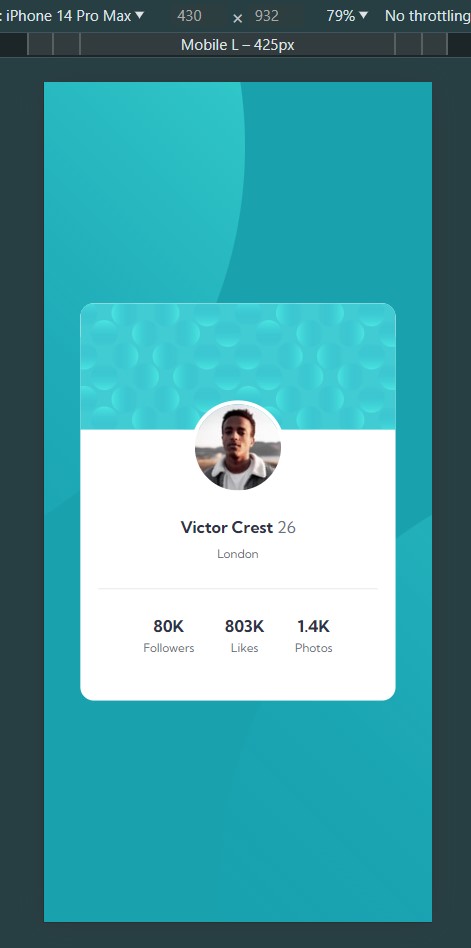 : iPhone 14 Pro Max 430 × 932 79% No throttling
Mobile L – 425px
Victor Crest 26
London
80K 803K 1.4K
Followers Likes Photos